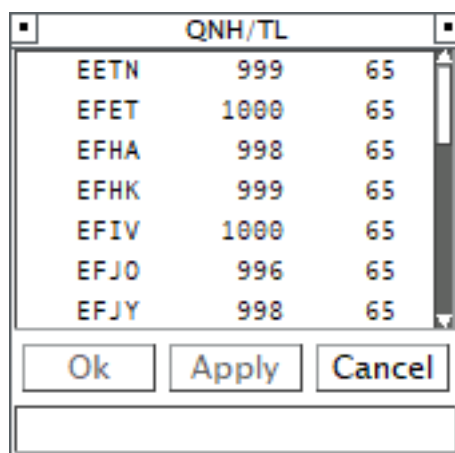 QNH/TL
EETN 999 65
EFET 1000 65
EFHA 998 65
EFHK 999 65
EFIV 1000 65
EFJO 996 65
EFJY 998 65
Ok Apply Cancel